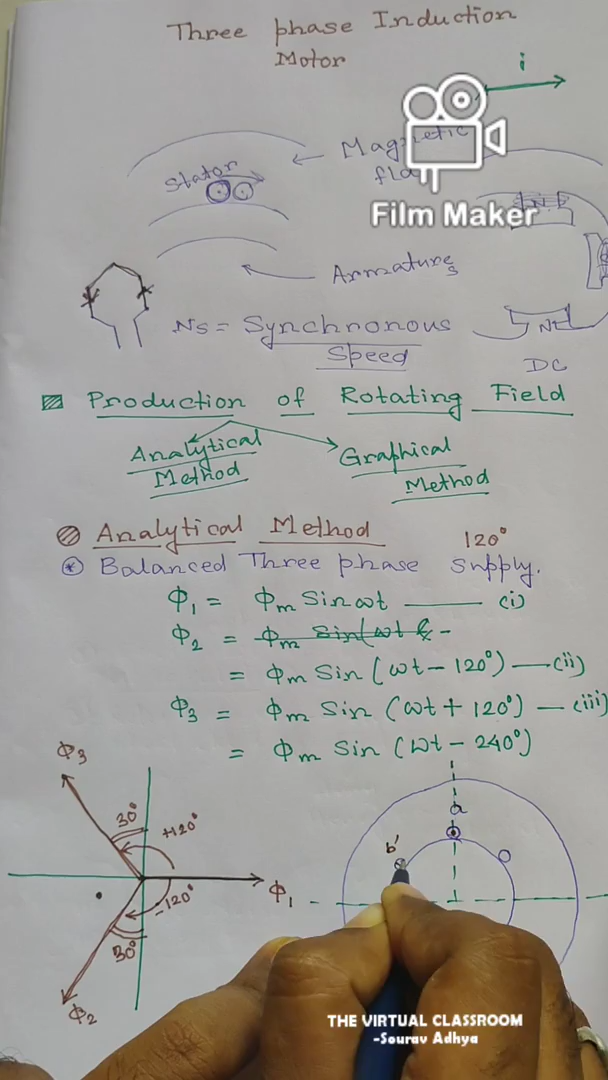 Three phase Induction
Motor
i
Magnetic
Film Maker
Stator
Armatures
Ns = Synchronous
Speed
N
N
DC
Production of Rotating Field
Analytical
Method
Graphical
Method
Analytical Method
120°
Balanced Three phase Supply.
Φ1 = Φm Sin ωt —— (i)
Φ2 = Φm Sin(ωt
= Φm Sin (ωt - 120°) — (ii)
Φ3 = Φm Sin (ωt + 120°) — (iii)
= Φm Sin (ωt - 240°)
Φ3
30°
+120°
-120°
30°
Φ1
Φ2
a
b'
THE VIRTUAL CLASSROOM
-Sourav Adhya